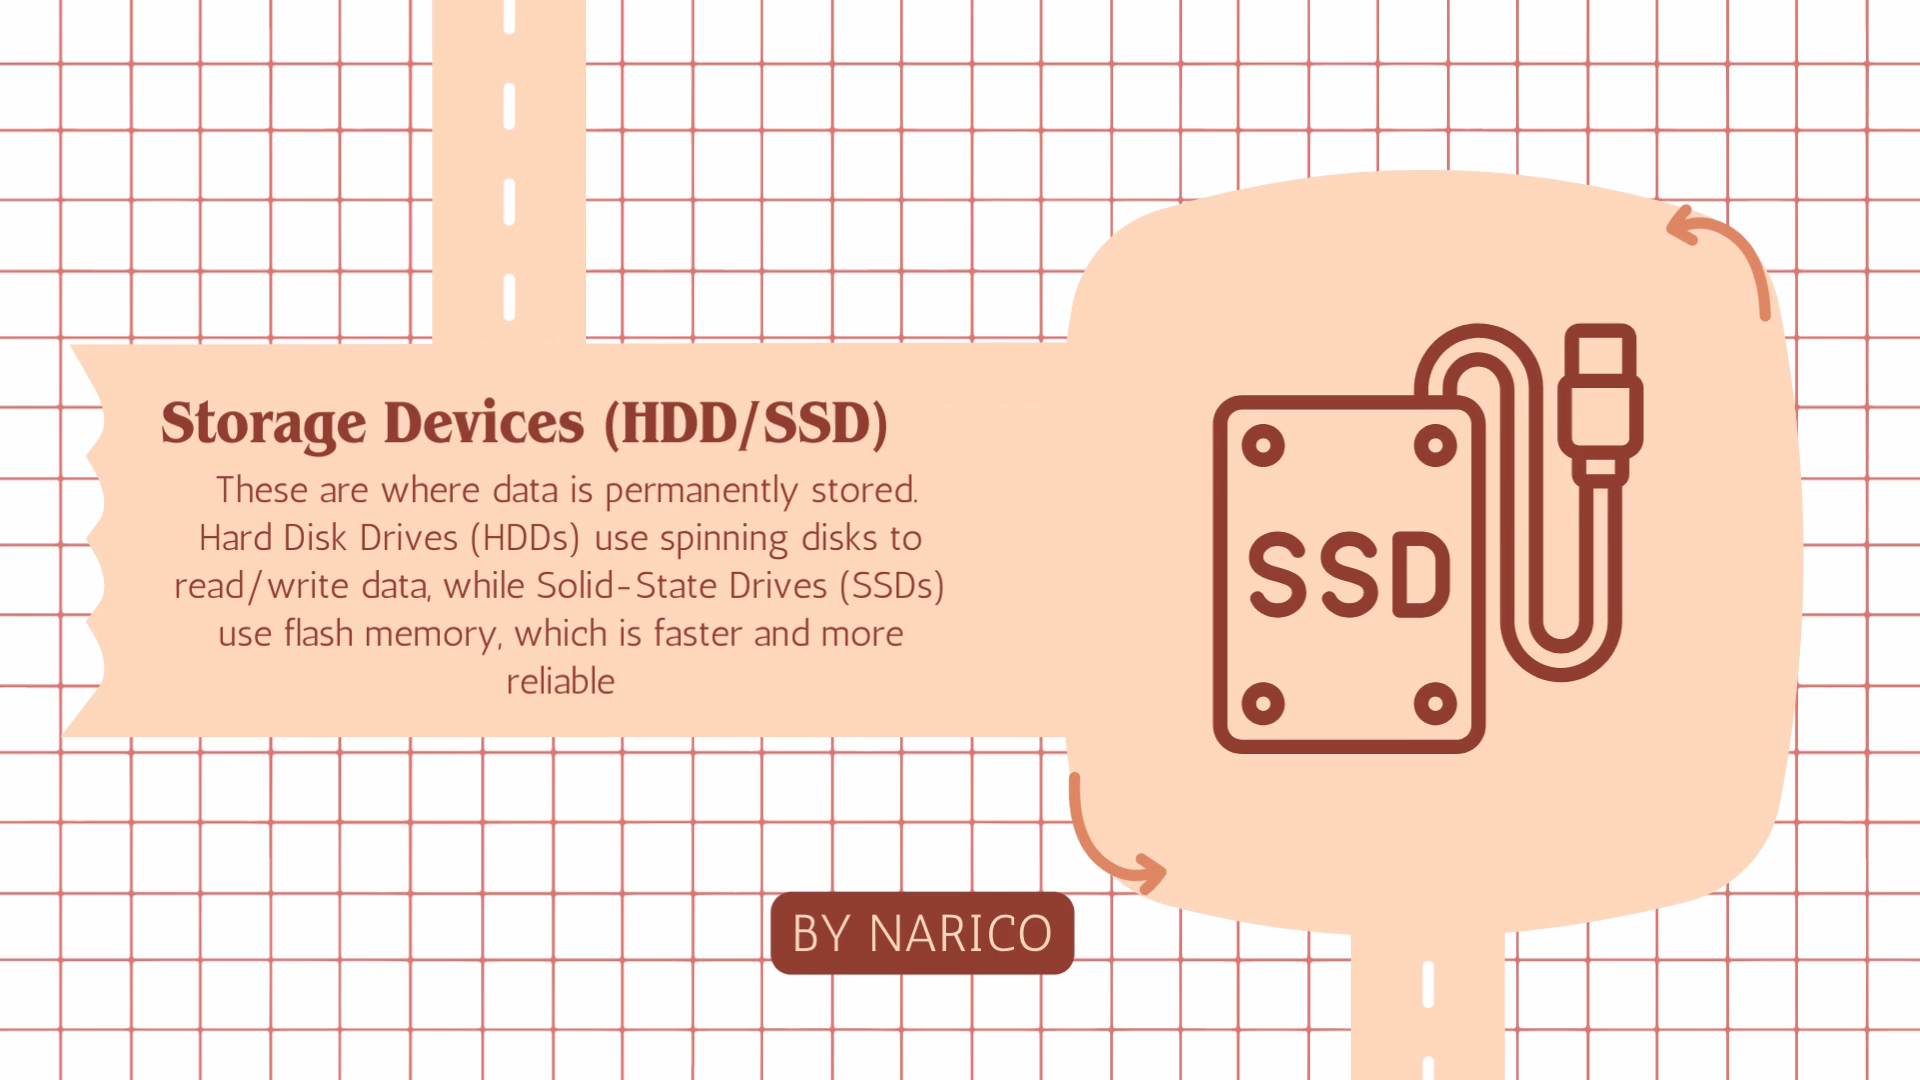 Storage Devices (HDD/SSD)
These are where data is permanently stored.
Hard Disk Drives (HDDs) use spinning disks to
read/write data, while Solid-State Drives (SSDs)
use flash memory, which is faster and more
reliable
SSD
BY NARICO